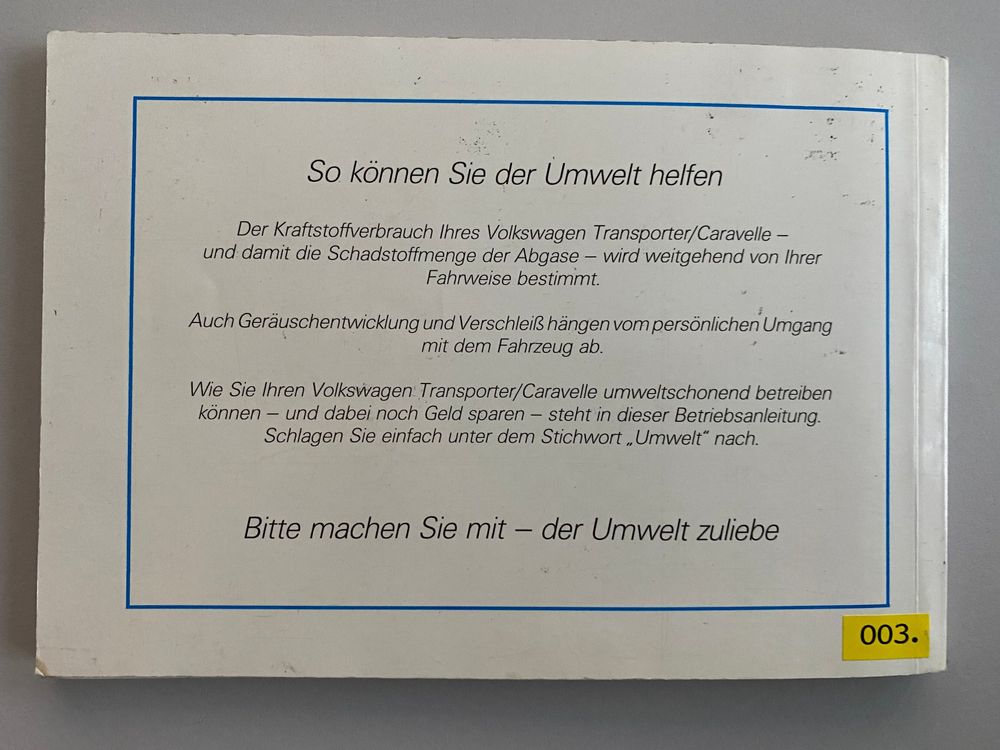 So können Sie der Umwelt helfen
Der Kraftstoffverbrauch Ihres Volkswagen Transporter/Caravelle –
und damit die Schadstoffmenge der Abgase – wird weitgehend von Ihrer
Fahrweise bestimmt.
Auch Geräuschentwicklung und Verschleiß hängen vom persönlichen Umgang
mit dem Fahrzeug ab.
Wie Sie Ihren Volkswagen Transporter/Caravelle umweltschonend betreiben
können – und dabei noch Geld sparen – steht in dieser Betriebsanleitung.
Schlagen Sie einfach unter dem Stichwort „Umwelt“ nach.
Bitte machen Sie mit – der Umwelt zuliebe
003.